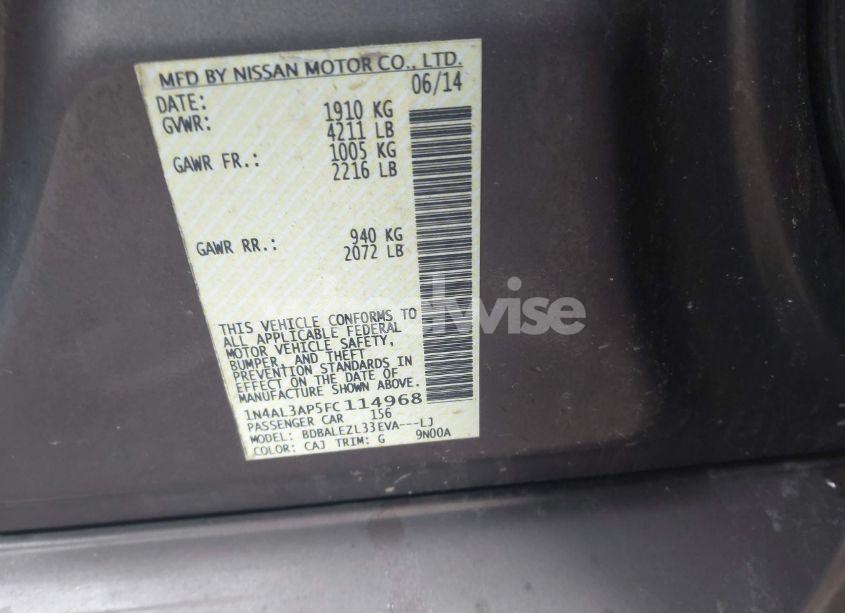 MFD BY NISSAN MOTOR CO., LTD.
DATE: 06/14
GVWR: 1910 KG
4211 LB
GAWR FR.: 1005 KG
2216 LB
GAWR RR.: 940 KG
2072 LB
wheelwise
THIS VEHICLE CONFORMS TO
ALL APPLICABLE FEDERAL
MOTOR VEHICLE SAFETY,
BUMPER, AND THEFT
PREVENTION STANDARDS IN
EFFECT ON THE DATE OF
MANUFACTURE SHOWN ABOVE.
1N4AL3AP5FC114968
PASSENGER CAR 156
MODEL: BDBALEZL33EVA---LJ
COLOR: CAJ TRIM: G 9N00A